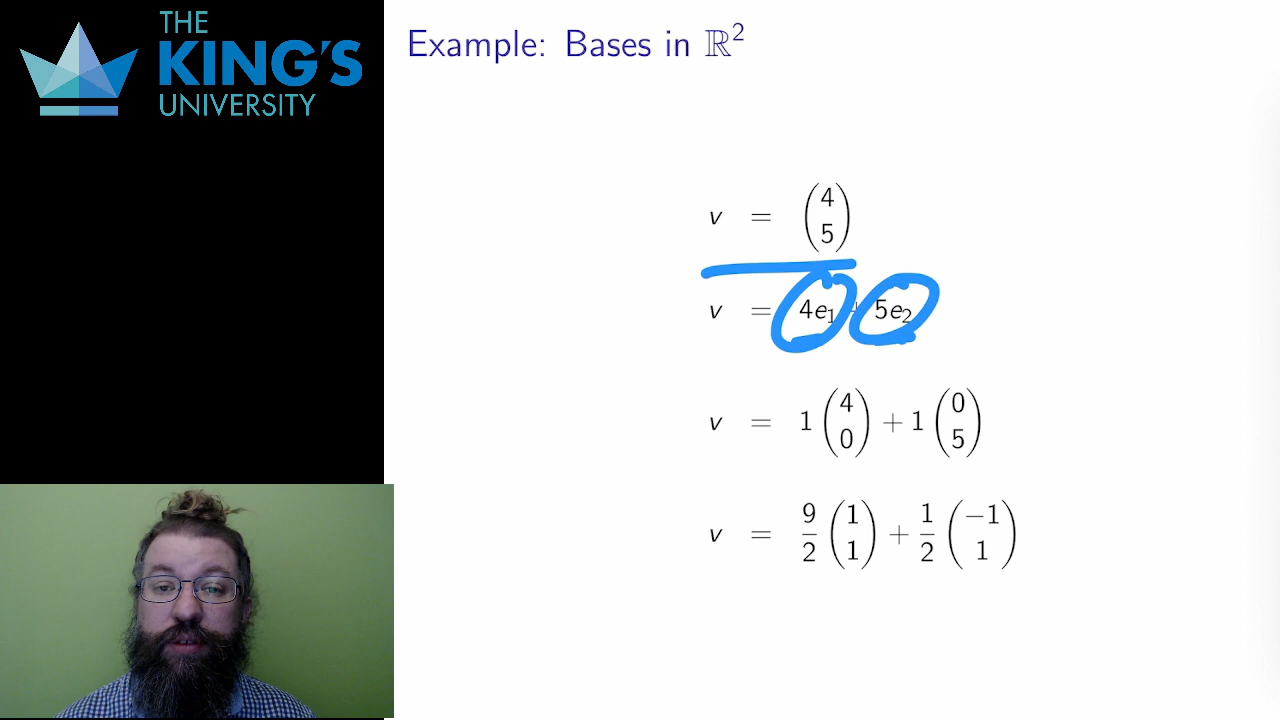 THE
KING'S
UNIVERSITY
Example: Bases in ℝ²
v = (4 5)
v = 4e₁ + 5e₂
v = 1 (4 0) + 1 (0 5)
v = 9/2 (1 1) + 1/2 (−1 1)